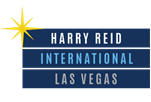 HARRY REID
INTERNATIONAL
LAS VEGAS